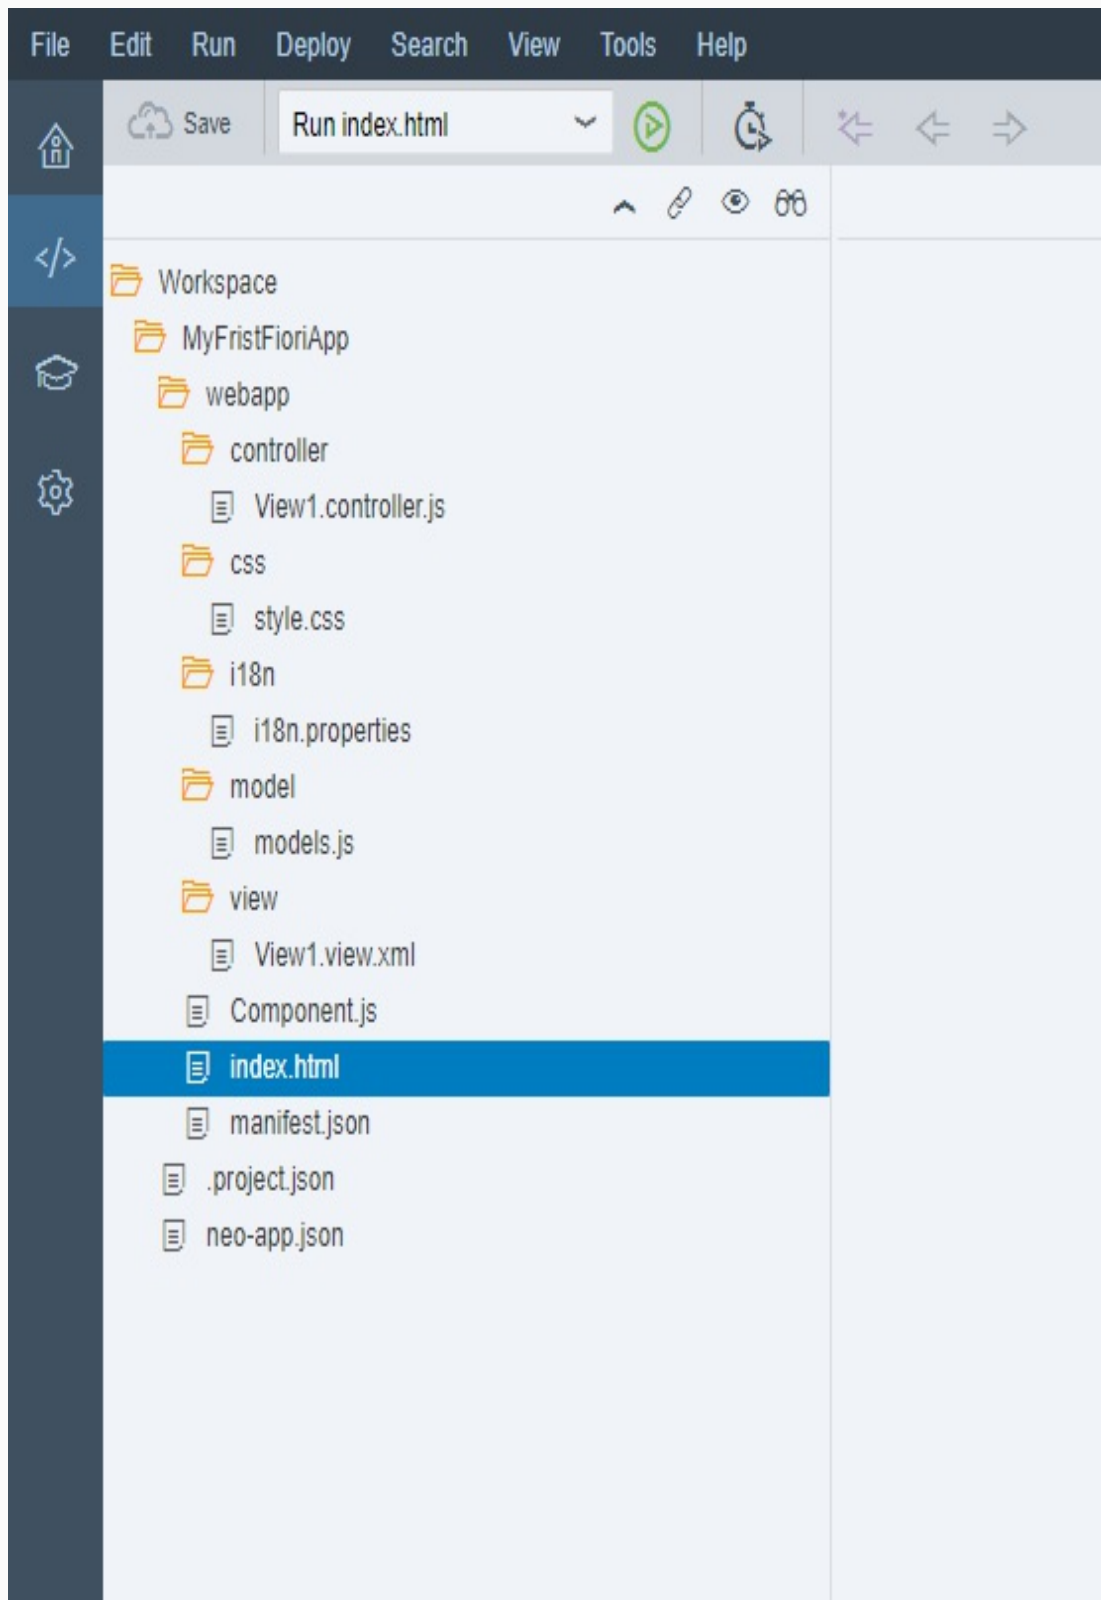 File Edit Run Deploy Search View Tools Help
Save Run index.html
Workspace
MyFristFioriApp
webapp
controller
View1.controller.js
css
style.css
i18n
i18n.properties
model
models.js
view
View1.view.xml
Component.js
index.html
manifest.json
.project.json
neo-app.json